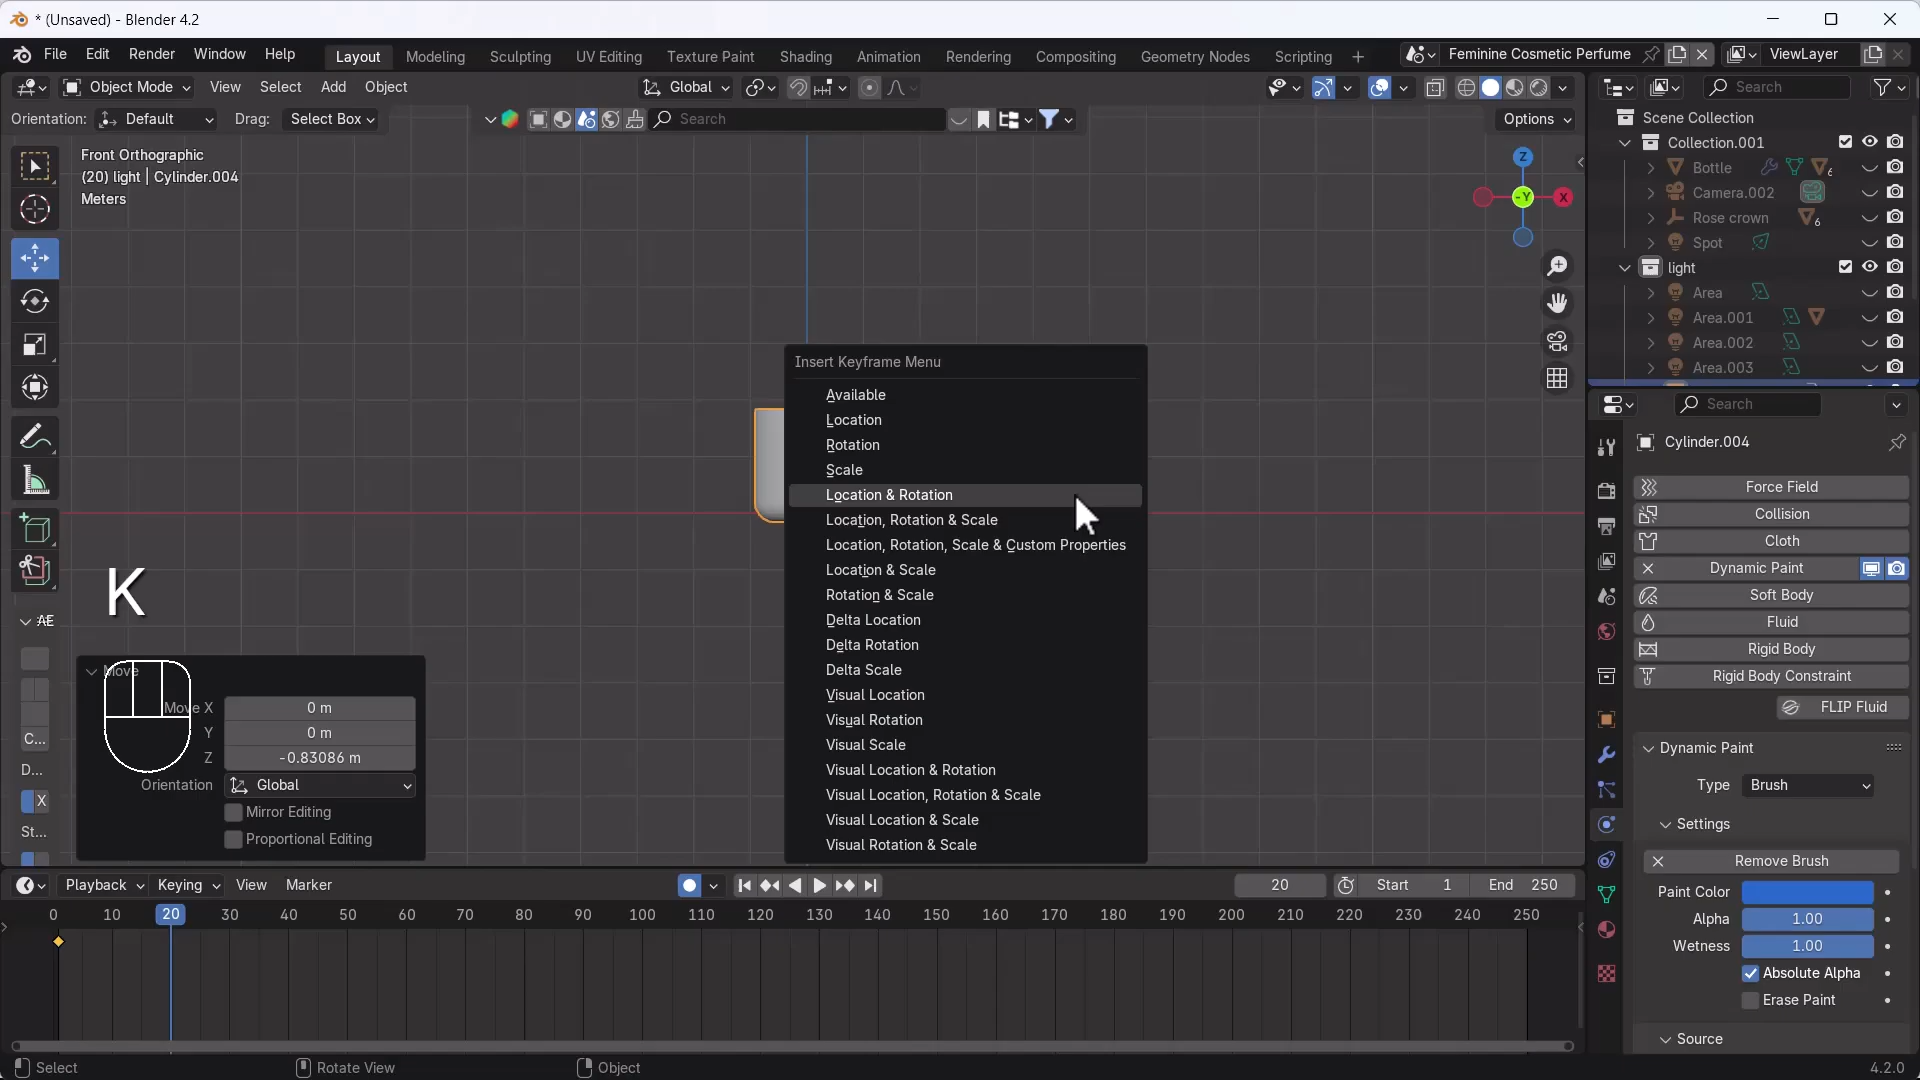 * (Unsaved) - Blender 4.2
File Edit Render Window Help
Layout Modeling Sculpting UV Editing Texture Paint Shading Animation Rendering Compositing Geometry Nodes Scripting +
Feminine Cosmetic Perfume
ViewLayer
Object Mode View Select Add Object
Global
Search
Orientation: Default Drag: Select Box
Search
Options
Front Orthographic
(20) light | Cylinder.004
Meters
Z
-Y
X
Scene Collection
Collection.001
Bottle
6
Camera.002
Rose crown
6
Spot
light
Area
Area.001
Area.002
Area.003
Insert Keyframe Menu
Available
Location
Rotation
Scale
Location & Rotation
Location, Rotation & Scale
Location, Rotation, Scale & Custom Properties
Location & Scale
Rotation & Scale
Delta Location
Delta Rotation
Delta Scale
Visual Location
Visual Rotation
Visual Scale
Visual Location & Rotation
Visual Location, Rotation & Scale
Visual Location & Scale
Visual Rotation & Scale
K
AE
C...
D...
X
St...
Move
Move X 0 m
Y 0 m
Z -0.83086 m
Orientation Global
Mirror Editing
Proportional Editing
Search
Cylinder.004
Force Field
Collision
Cloth
Dynamic Paint
Soft Body
Fluid
Rigid Body
Rigid Body Constraint
FLIP Fluid
Dynamic Paint
Type Brush
Settings
Remove Brush
Paint Color
Alpha 1.00
Wetness 1.00
Absolute Alpha
Erase Paint
Source
Playback Keying View Marker
20 Start 1 End 250
0 10 20 30 40 50 60 70 80 90 100 110 120 130 140 150 160 170 180 190 200 210 220 230 240 250
Select Rotate View Object
4.2.0